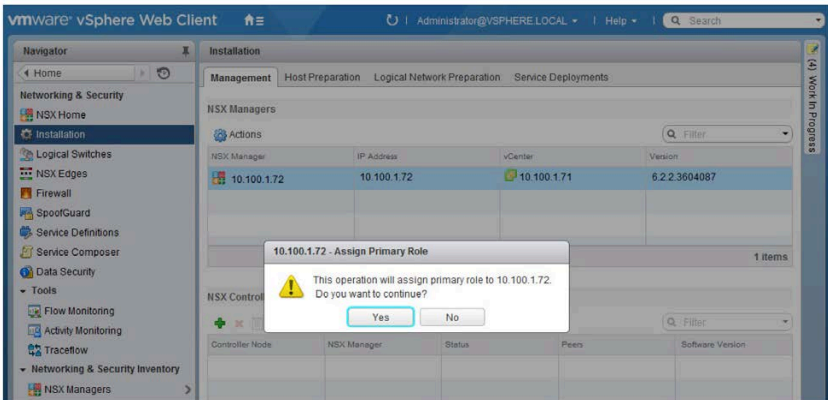 vmware® vSphere Web Client
Administrator@VSPHERE.LOCAL
Help
Search
Navigator
Home
Networking & Security
NSX Home
Installation
Logical Switches
NSX Edges
Firewall
SpoofGuard
Service Definitions
Service Composer
Data Security
Tools
Flow Monitoring
Activity Monitoring
Traceflow
Networking & Security Inventory
NSX Managers
Installation
Management Host Preparation Logical Network Preparation Service Deployments
NSX Managers
Actions
Filter
NSX Manager IP Address vCenter Version
10.100.1.72 10.100.1.72 10.100.1.71 6.2.2.3604087
1 items
10.100.1.72 - Assign Primary Role
This operation will assign primary role to 10.100.1.72.
Do you want to continue?
Yes No
NSX Control
Filter
Controller Node NSX Manager Status Peers Software Version
(4) Work In Progress